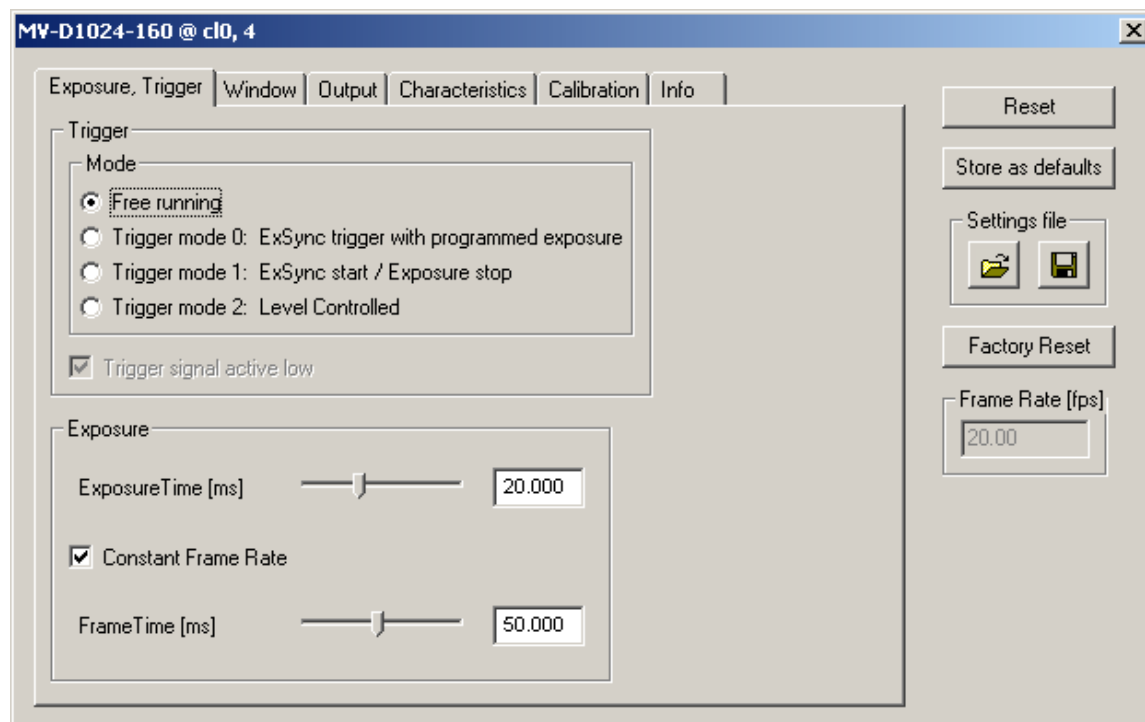 MV-D1024-160 @ cl0, 4
Exposure, Trigger Window Output Characteristics Calibration Info
Trigger
Mode
Free running
Trigger mode 0: ExSync trigger with programmed exposure
Trigger mode 1: ExSync start / Exposure stop
Trigger mode 2: Level Controlled
Trigger signal active low
Exposure
ExposureTime [ms] 20.000
Constant Frame Rate
FrameTime [ms] 50.000
Reset
Store as defaults
Settings file
Factory Reset
Frame Rate [fps]
20.00